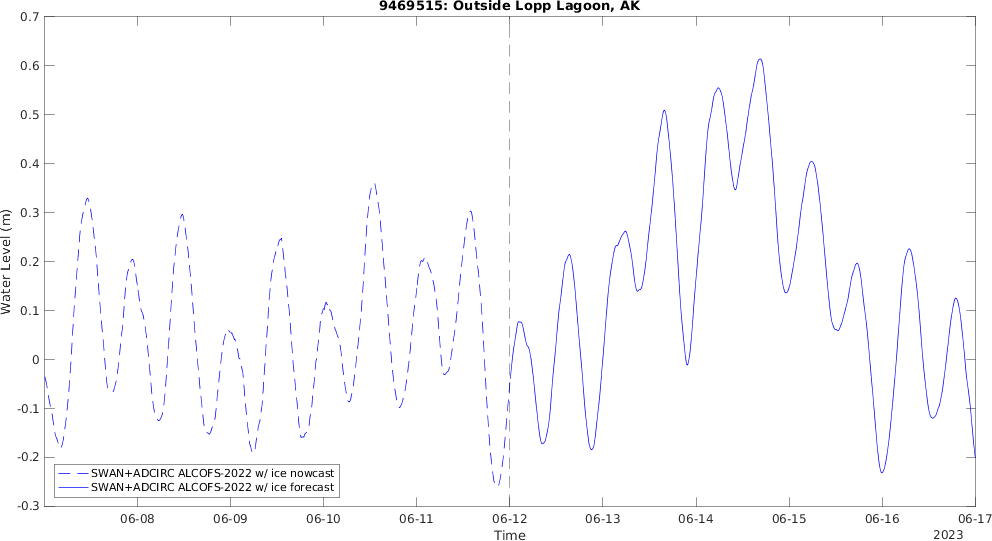 9469515: Outside Lopp Lagoon, AK
0.7
0.6
0.5
0.4
0.3
0.2
0.1
0
-0.1
-0.2
-0.3
Water Level (m)
SWAN+ADCIRC ALCOFS-2022 w/ ice nowcast
SWAN+ADCIRC ALCOFS-2022 w/ ice forecast
06-08 06-09 06-10 06-11 06-12 06-13 06-14 06-15 06-16 06-17
Time
2023